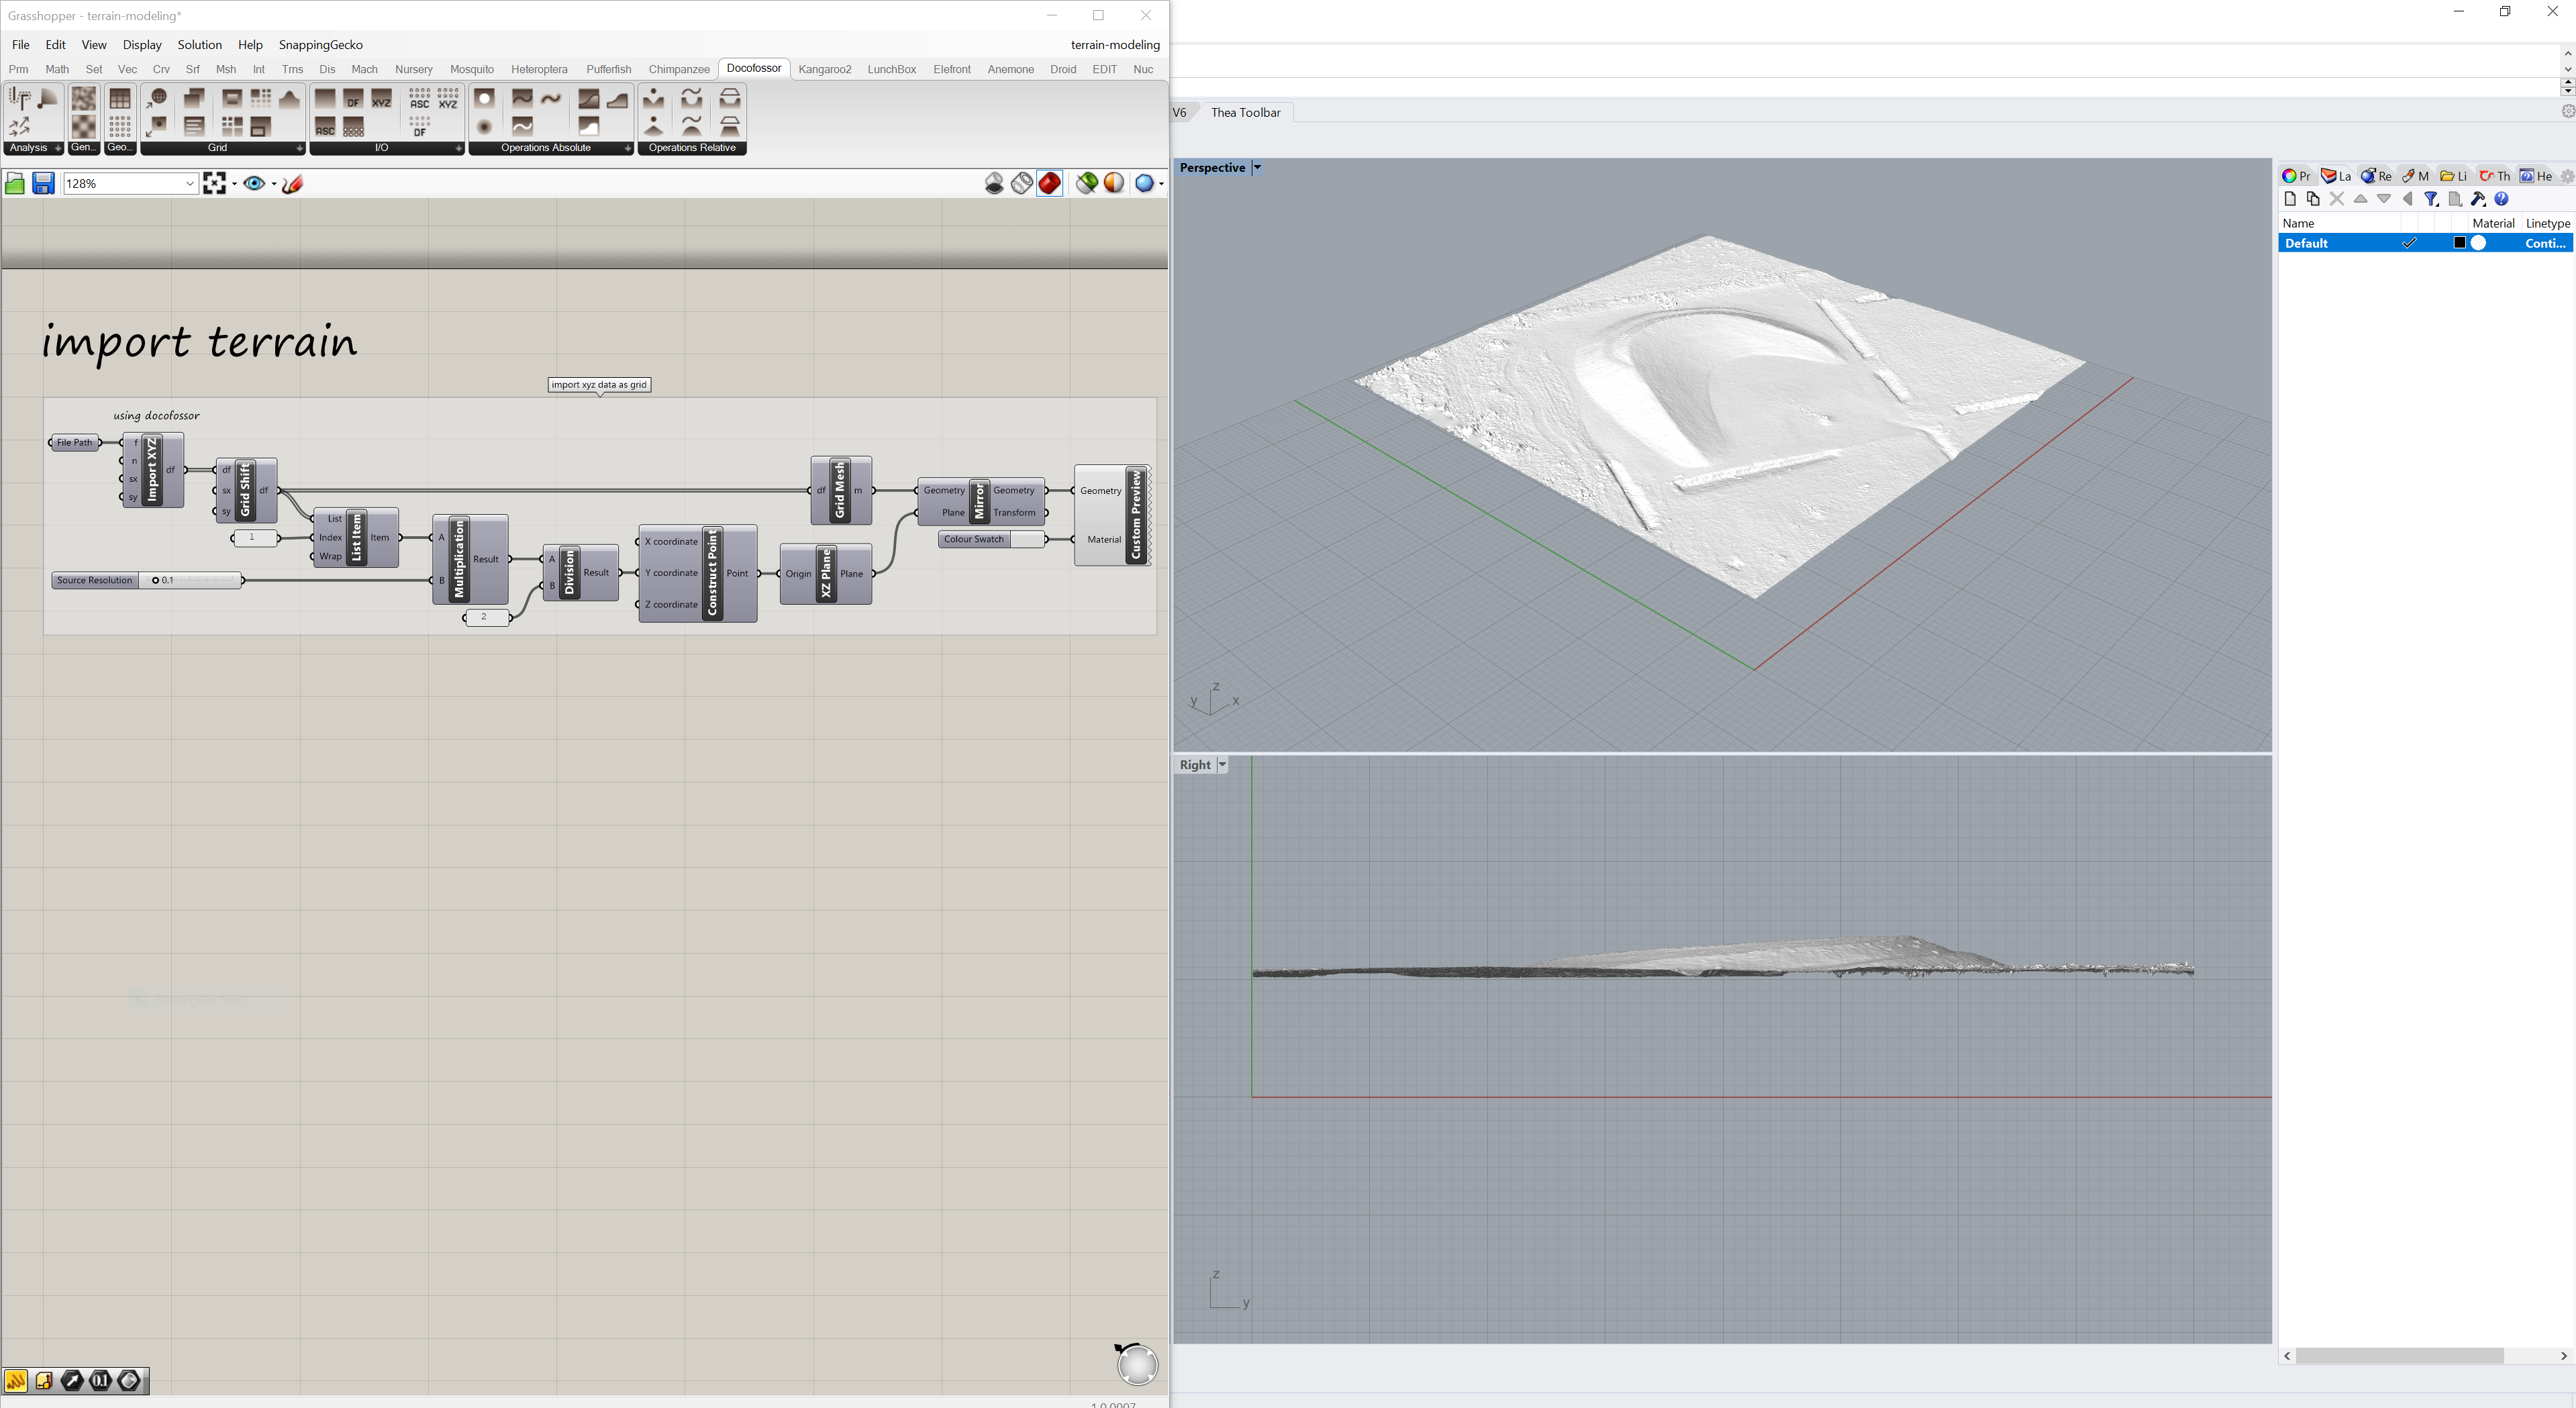 Grasshopper - terrain-modeling*
File Edit View Display Solution Help SnappingGecko
terrain-modeling
Prm Math Set Vec Crv Srf Msh Int Trns Dis Mach Nursery Mosquito Heteroptera Pufferfish Chimpanzee Docofossor Kangaroo2 LunchBox Elefront Anemone Droid EDIT Nuc
DF XYZ ASC XYZ
ASC DF
Analysis Gen... Geo... Grid I/O Operations Absolute Operations Relative
128%
import terrain
import xyz data as grid
using docofossor
File Path
f n sx sy Import XYZ df
df sx sy Grid Shift df
1
List Index Wrap List Item Item
Source Resolution 0.1
A B Multiplication Result
2
A B Division Result
X coordinate Y coordinate Z coordinate Construct Point Point
Origin XZ Plane Plane
df Grid Mesh m
Geometry Plane Mirror Geometry Transform
Colour Swatch
Geometry Material Custom Preview
0.1
V6 Thea Toolbar
Perspective
z
y x
Right
z
y
Pr La Re M Li Th He
Name Material Linetype
Default Conti...